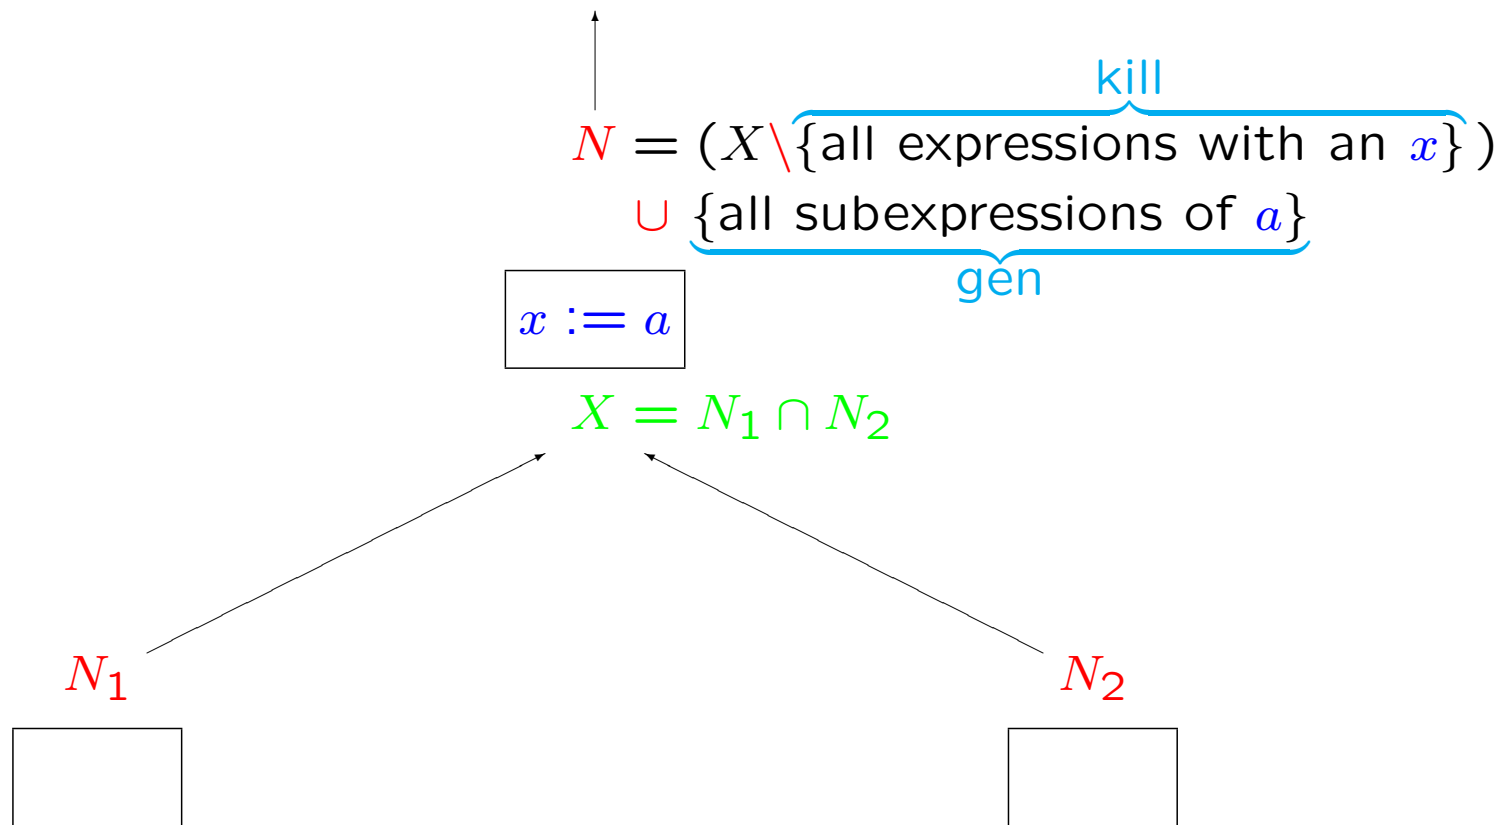 kill
N = (X\{all expressions with an x})
∪ {all subexpressions of a}
gen
x := a
X = N₁ ∩ N₂
N₁ N₂